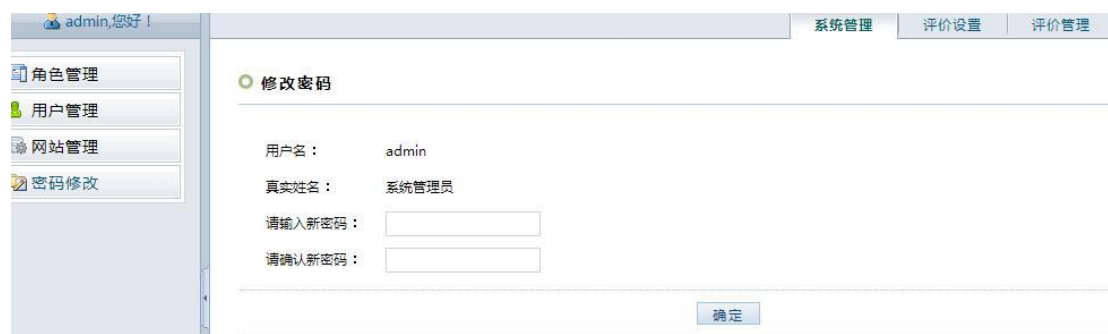 admin,您好！
系统管理
评价设置
评价管理
角色管理
用户管理
网站管理
密码修改
修改密码
用户名： admin
真实姓名： 系统管理员
请输入新密码：
请确认新密码：
确定